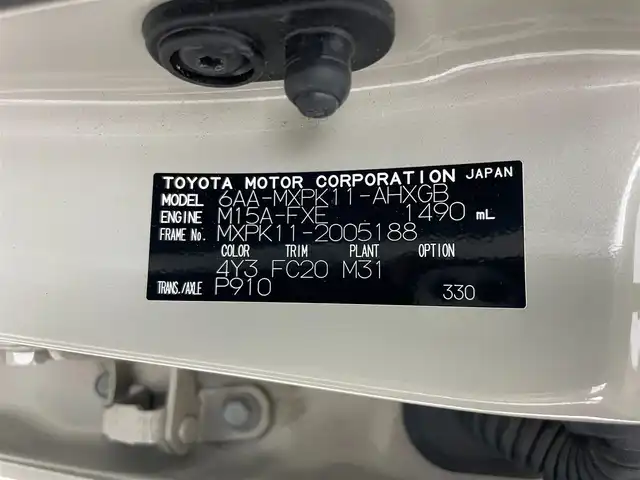 TOYOTA MOTOR CORPORATION JAPAN
MODEL 6AA-MXPK11-AHXGB
ENGINE M15A-FXE 1490 mL
FRAME No. MXPK11-2005188
COLOR TRIM PLANT OPTION
4Y3 FC20 M31
TRANS./AXLE P910 330